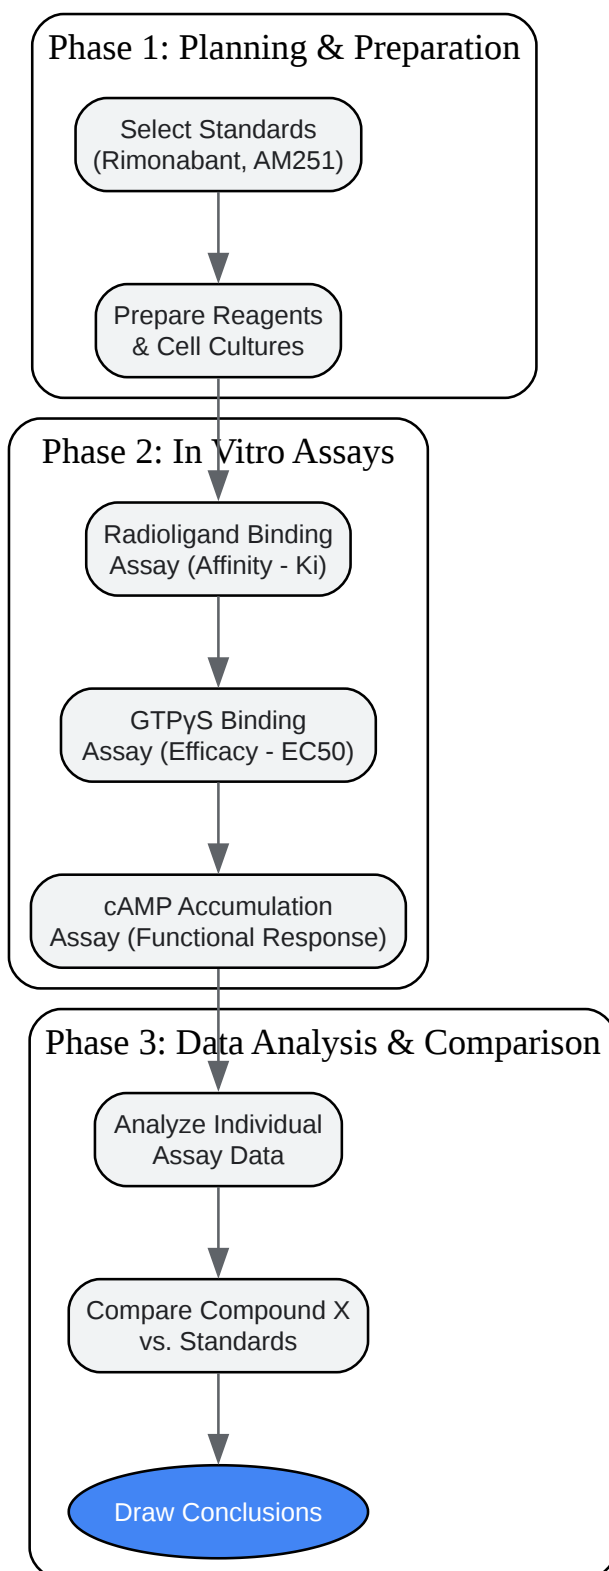 Phase 1: Planning & Preparation
Select Standards
(Rimonabant, AM251)
Prepare Reagents
& Cell Cultures
Phase 2: In Vitro Assays
Radioligand Binding
Assay (Affinity - Ki)
GTPγS Binding
Assay (Efficacy - EC50)
cAMP Accumulation
Assay (Functional Response)
Phase 3: Data Analysis & Comparison
Analyze Individual
Assay Data
Compare Compound X
vs. Standards
Draw Conclusions